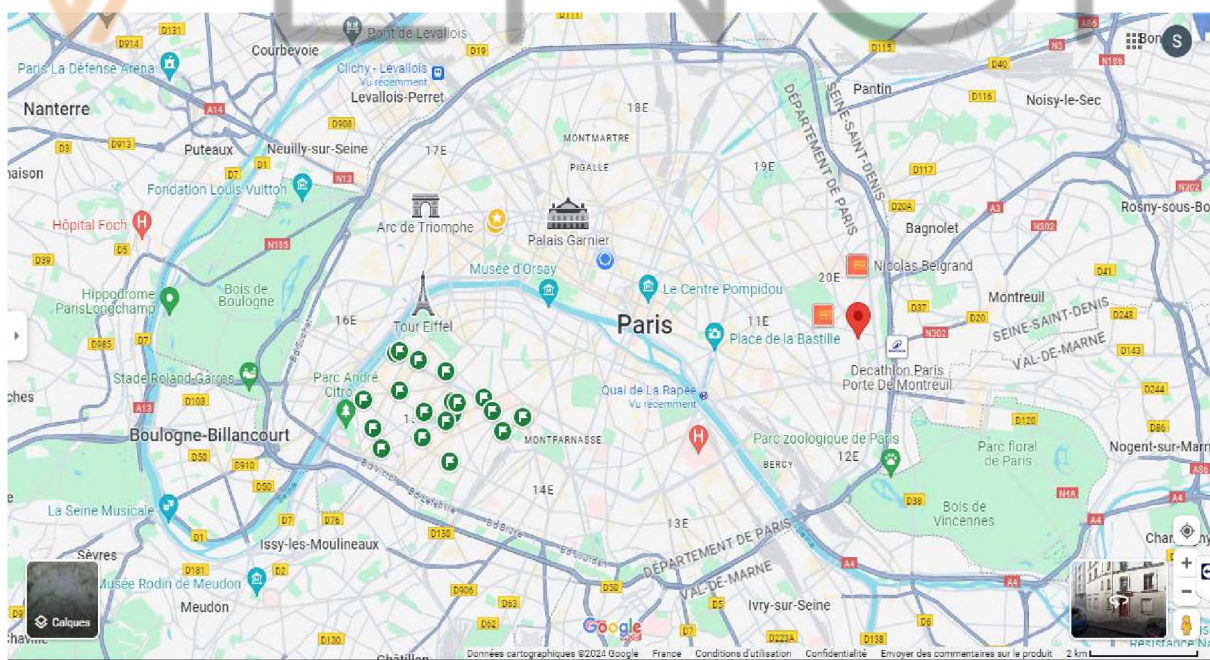 D111
D131
D914
Courbevoie
Pont de Levallois
D19
D115
A86
N3
N186
S
Paris La Défense Arena
Clichy - Levallois
Vu récemment
Levallois-Perret
D40
Pantin
D116
Noisy-le-Sec
Nanterre
A14
D908
18E
DÉPARTEMENT DE PARIS
SEINE-SAINT-DENIS
D3
D913
Puteaux
D1
Neuilly-sur-Seine
17E
MONTMARTRE
PIGALLE
19E
D117
D7
N13
Fondation Louis Vuitton
N302
D20A
A3
Rosny-sous-Bo
Hôpital Foch
Arc de Triomphe
Palais Garnier
Bagnolet
N302
D5
N185
D39
Musée d'Orsay
20E
Nicolas Belgrand
D41
Hippodrome
ParisLongchamp
Bois de
Boulogne
Le Centre Pompidou
D37
Montreuil
16E
Tour Eiffel
Paris
11E
Place de la Bastille
N302
D20
SEINE-SAINT-DENIS
D243
D985
D7
Bd Suchet
VAL-DE-MARNE
D143
Stade Roland-Garros
Parc André
Citro
Decathlon Paris
Porte De Montreuil
Quai de La Rapée
Vu récemment
D244
D103
A13
D120
D86
Boulogne-Billancourt
MONTPARNASSE
Parc zoologique de Paris
12E
Parc floral
de Paris
Nogent-sur-Marn
D50
D910
BERCY
A86
D50
14E
D38
N4A
La Seine Musicale
Bois de
Vincennes
D7
D76
13E
A4
D1
D130
Issy-les-Moulineaux
DÉPARTEMENT DE PARIS
Sèvres
D181
D2
VAL-DE-MARNE
A4
A4
Musée Rodin de Meudon
D906
D50
D63
D5
Ivry-sur-Seine
D6
Meudon
Calques
D62
Google
D7
D130
D223A
D138
Données cartographiques ©2024 Google France Conditions d'utilisation Confidentialité Envoyer des commentaires sur le produit 2 km